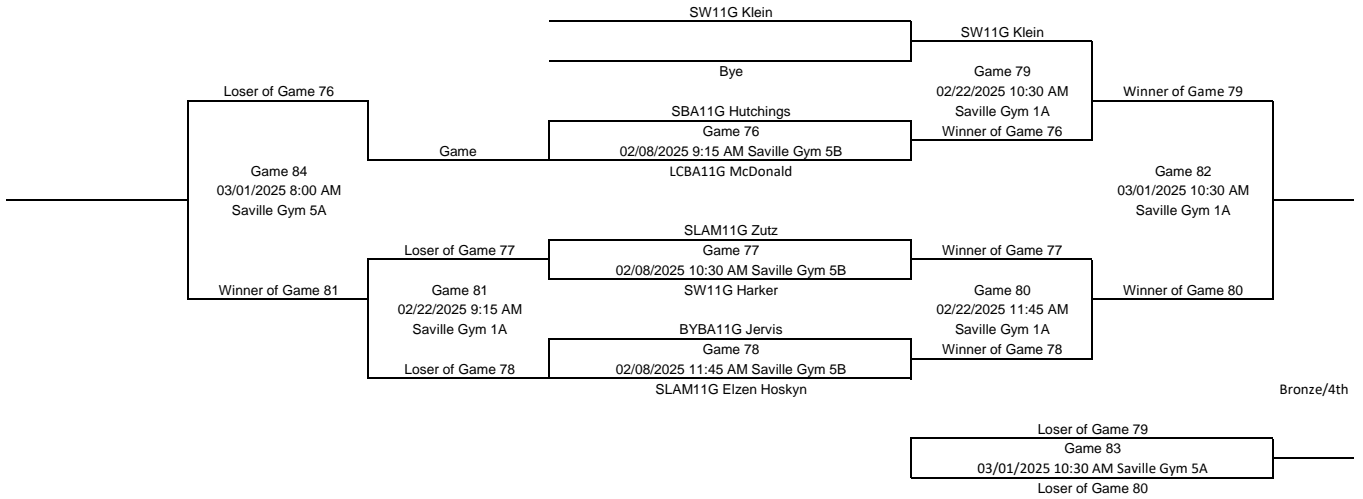 SW11G Klein
SW11G Klein
Bye
Game 79
02/22/2025 10:30 AM
Saville Gym 1A
Loser of Game 76
Winner of Game 79
SBA11G Hutchings
Game 76
02/08/2025 9:15 AM Saville Gym 5B
LCBA11G McDonald
Winner of Game 76
Game
Game 84
03/01/2025 8:00 AM
Saville Gym 5A
Game 82
03/01/2025 10:30 AM
Saville Gym 1A
SLAM11G Zutz
Game 77
02/08/2025 10:30 AM Saville Gym 5B
SW11G Harker
Loser of Game 77
Winner of Game 77
Winner of Game 81
Game 81
02/22/2025 9:15 AM
Saville Gym 1A
Game 80
02/22/2025 11:45 AM
Saville Gym 1A
Winner of Game 80
BYBA11G Jervis
Game 78
02/08/2025 11:45 AM Saville Gym 5B
SLAM11G Elzen Hoskyn
Winner of Game 78
Loser of Game 78
Bronze/4th
Loser of Game 79
Game 83
03/01/2025 10:30 AM Saville Gym 5A
Loser of Game 80